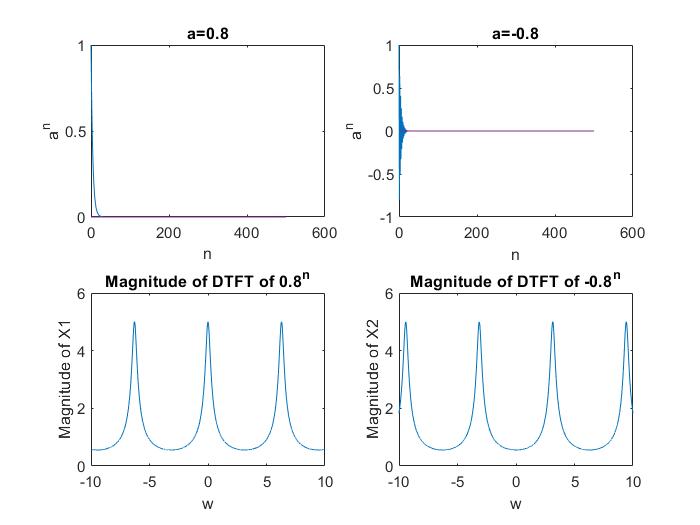 a=0.8
a=-0.8
1
0.5
0
a^n
0 200 400 600
n
1
0.5
0
-0.5
-1
a^n
0 200 400 600
n
Magnitude of DTFT of 0.8^n
Magnitude of DTFT of -0.8^n
6
4
2
0
Magnitude of X1
-10 -5 0 5 10
w
6
4
2
0
Magnitude of X2
-10 -5 0 5 10
w